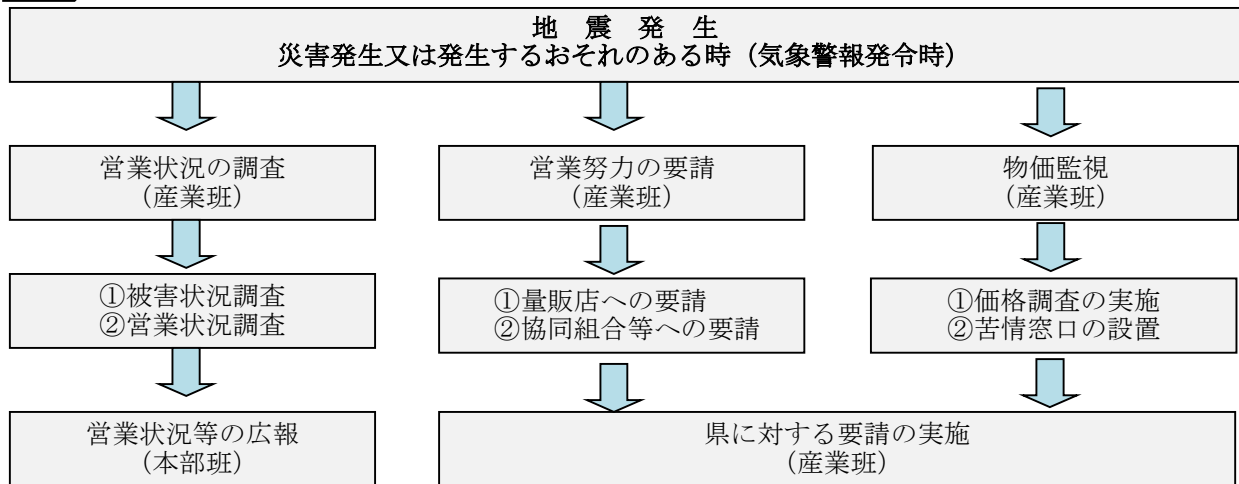 地　震　発　生
災害発生又は発生するおそれのある時（気象警報発令時）
営業状況の調査
（産業班）
営業努力の要請
（産業班）
物価監視
（産業班）
①被害状況調査
②営業状況調査
①量販店への要請
②協同組合等への要請
①価格調査の実施
②苦情窓口の設置
営業状況等の広報
（本部班）
県に対する要請の実施
（産業班）